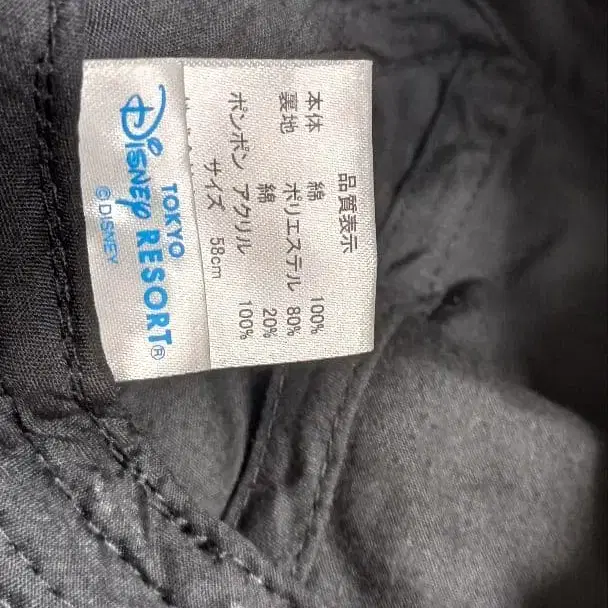 品質表示
本体 綿 100%
裏地 ポリエステル 80%
綿 20%
ポンポン アクリル 100%
サイズ 58cm
TOKYO
Disney RESORT®
©DISNEY